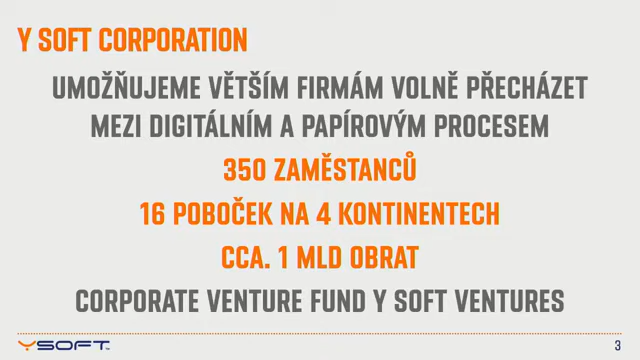 Y SOFT CORPORATION
UMOŽŇUJEME VĚTŠÍM FIRMÁM VOLNĚ PŘECHÁZET
MEZI DIGITÁLNÍM A PAPÍROVÝM PROCESEM
350 ZAMĚSTANCŮ
16 POBOČEK NA 4 KONTINENTECH
CCA. 1 MLD OBRAT
CORPORATE VENTURE FUND Y SOFT VENTURES
YSOFT
3